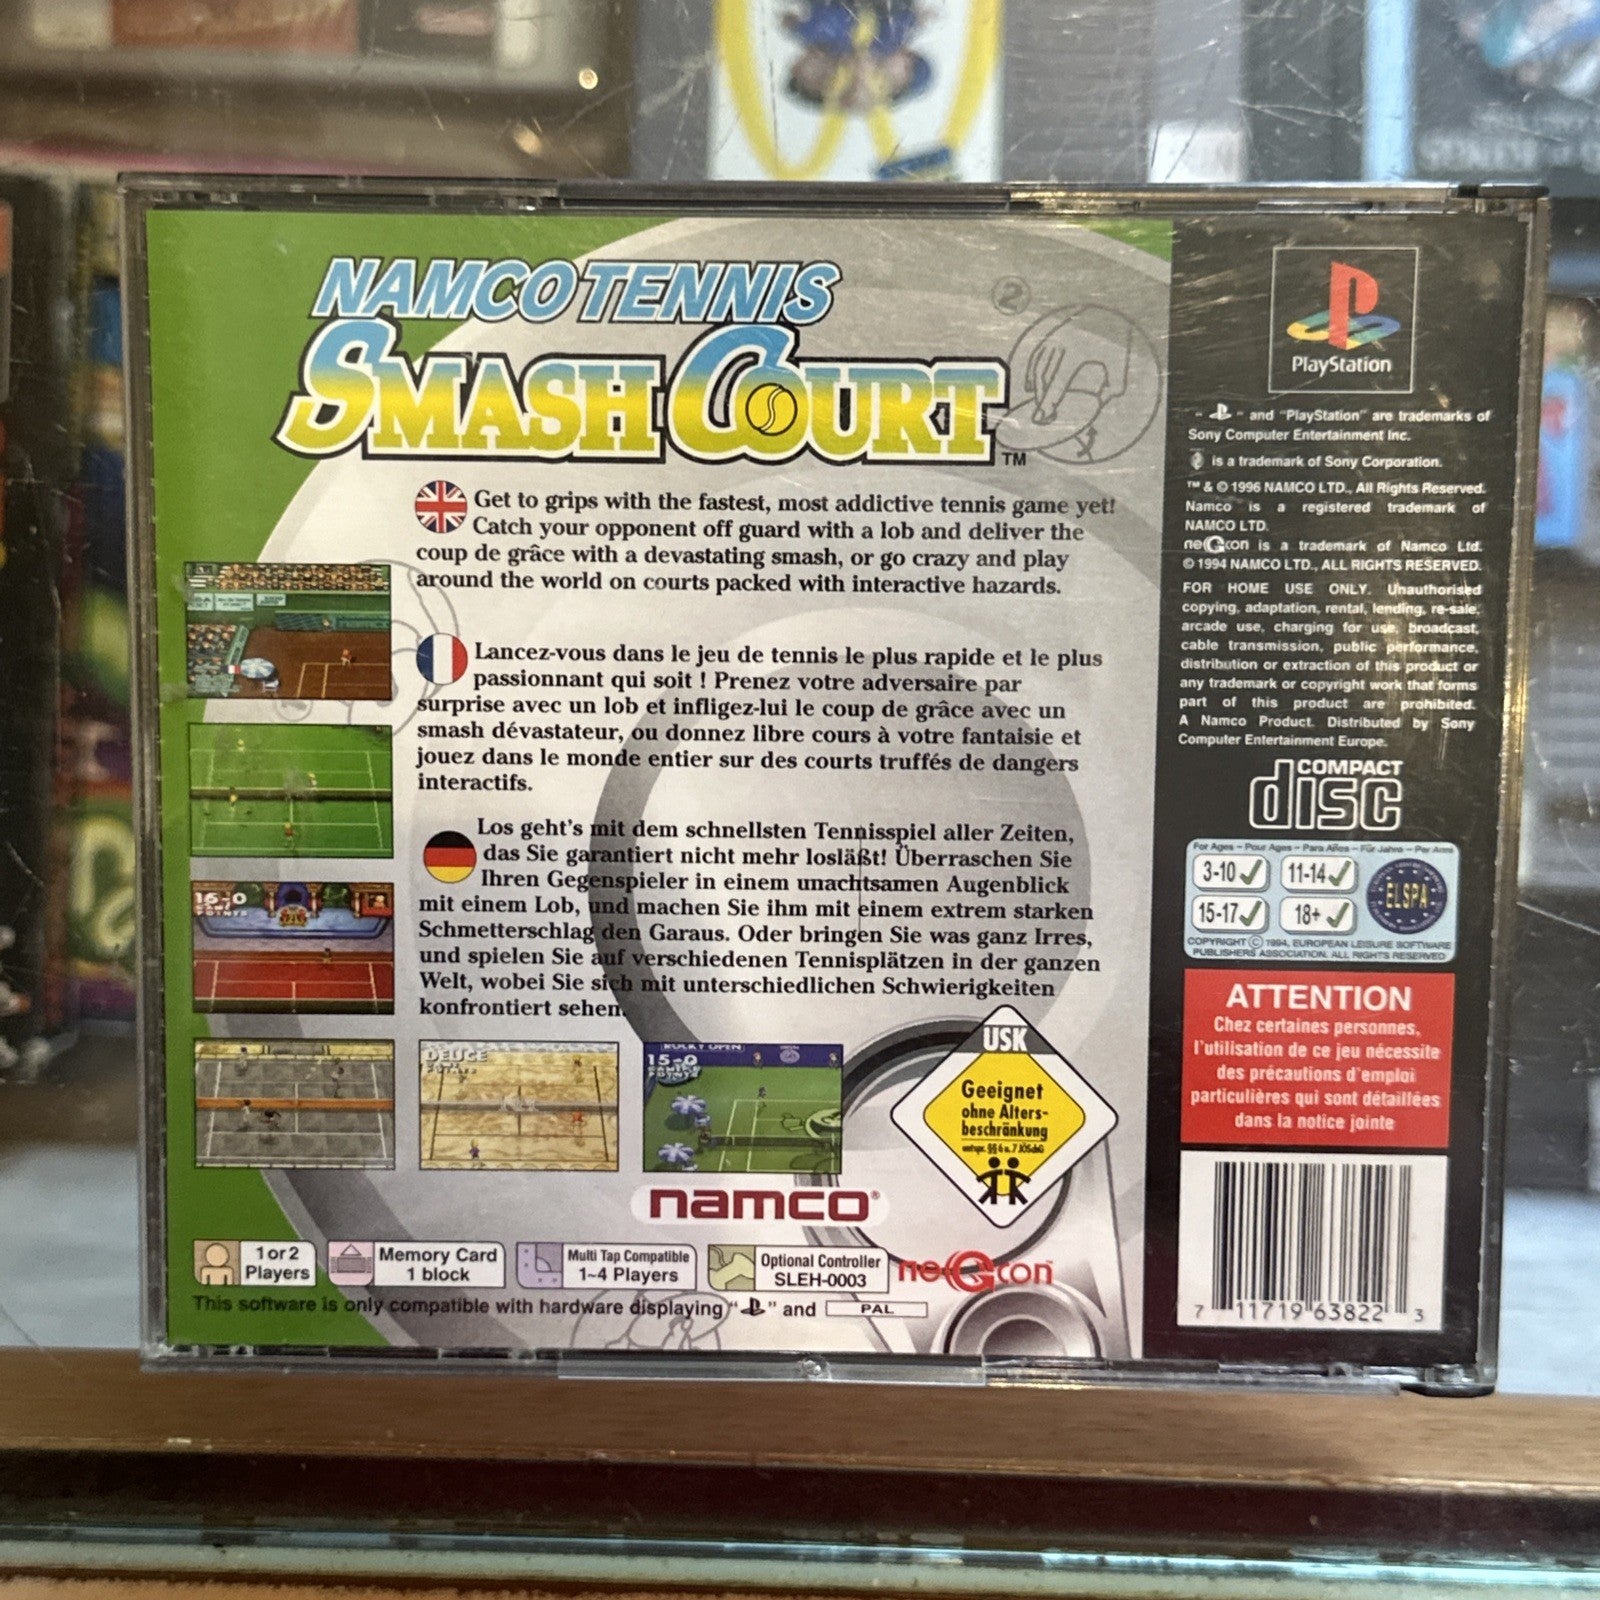 NAMCO TENNIS
SMASH COURT™
②
Get to grips with the fastest, most addictive tennis game yet!
Catch your opponent off guard with a lob and deliver the
coup de grâce with a devastating smash, or go crazy and play
around the world on courts packed with interactive hazards.
Lancez-vous dans le jeu de tennis le plus rapide et le plus
passionnant qui soit ! Prenez votre adversaire par
surprise avec un lob et infligez-lui le coup de grâce avec un
smash dévastateur, ou donnez libre cours à votre fantaisie et
jouez dans le monde entier sur des courts truffés de dangers
interactifs.
Los geht's mit dem schnellsten Tennisspiel aller Zeiten,
das Sie garantiert nicht mehr losläßt! Überraschen Sie
Ihren Gegenspieler in einem unachtsamen Augenblick
mit einem Lob, und machen Sie ihm mit einem extrem starken
Schmetterschlag den Garaus. Oder bringen Sie was ganz Irres,
und spielen Sie auf verschiedenen Tennisplätzen in der ganzen
Welt, wobei Sie sich mit unterschiedlichen Schwierigkeiten
konfrontiert sehen.
15-0
POINTS
DEUCE
15-0
GAME
POINTS
USK
Geeignet
ohne Alters-
beschränkung
namco®
1 or 2
Players
Memory Card
1 block
Multi Tap Compatible
1~4 Players
Optional Controller
SLEH-0003
neGcon
This software is only compatible with hardware displaying " " and PAL
PlayStation
" " and "PlayStation" are trademarks of
Sony Computer Entertainment Inc.
is a trademark of Sony Corporation.
™ & © 1996 NAMCO LTD., All Rights Reserved.
Namco is a registered trademark of
NAMCO LTD.
neGcon is a trademark of Namco Ltd.
© 1994 NAMCO LTD., ALL RIGHTS RESERVED.
FOR HOME USE ONLY. Unauthorised
copying, adaptation, rental, lending, re-sale,
arcade use, charging for use, broadcast,
cable transmission, public performance,
distribution or extraction of this product or
any trademark or copyright work that forms
part of this product are prohibited.
A Namco Product. Distributed by Sony
Computer Entertainment Europe.
COMPACT
disc
For Ages - Pour Ages - Para Años - Für Jahre - Per Anni
3-10 ✓ 11-14 ✓
15-17 ✓ 18+ ✓
ELSPA
COPYRIGHT © 1994, EUROPEAN LEISURE SOFTWARE
PUBLISHERS ASSOCIATION. ALL RIGHTS RESERVED
ATTENTION
Chez certaines personnes,
l'utilisation de ce jeu nécessite
des précautions d'emploi
particulières qui sont détaillées
dans la notice jointe
7 11719 63822 3